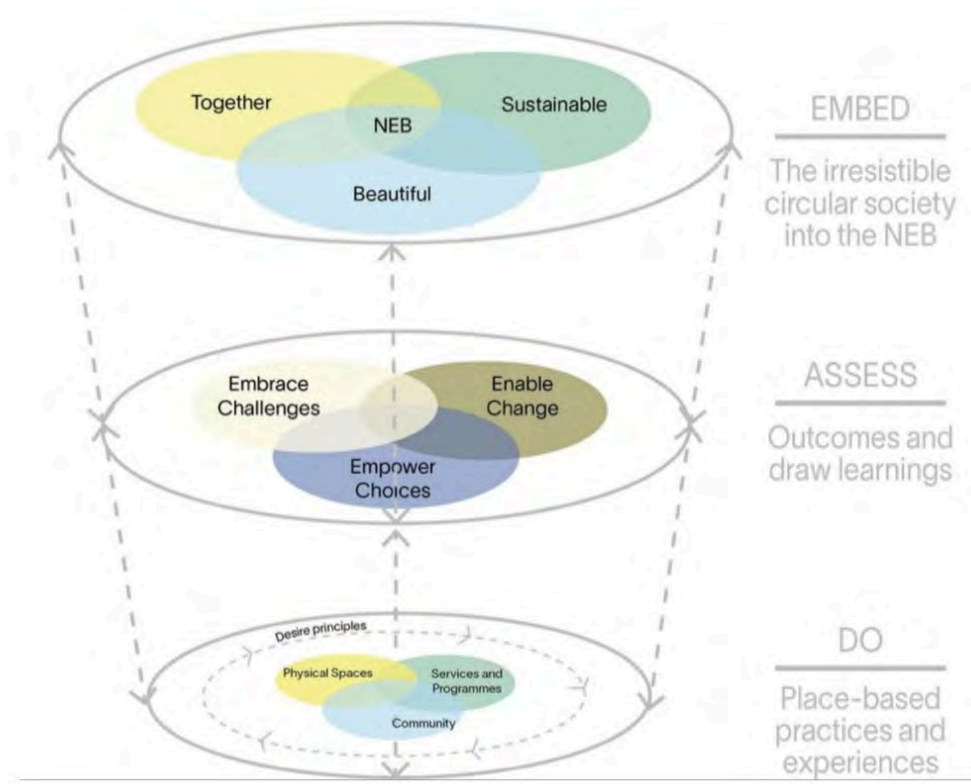 Together
Sustainable
NEB
Beautiful
EMBED
The irresistible
circular society
into the NEB
Embrace
Challenges
Enable
Change
Empower
Choices
ASSESS
Outcomes and
draw learnings
Desire principles
Physical Spaces
Services and
Programmes
Community
DO
Place-based
practices and
experiences